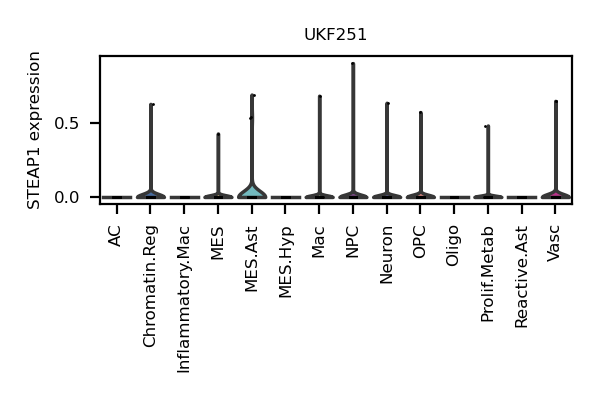 UKF251
STEAP1 expression
0.5
0.0
AC
Chromatin.Reg
Inflammatory.Mac
MES
MES.Ast
MES.Hyp
Mac
NPC
Neuron
OPC
Oligo
Prolif.Metab
Reactive.Ast
Vasc